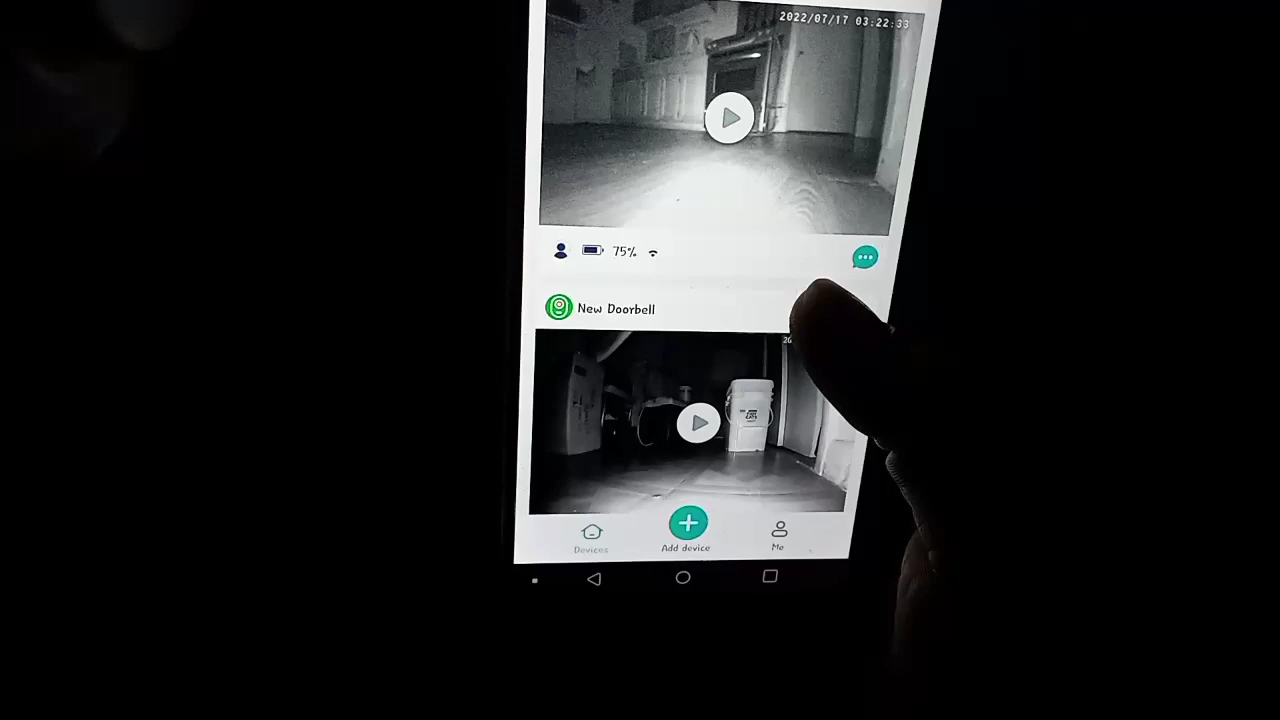 2022/07/17 03:22:33
75%
New Doorbell
Devices
Add device
Me